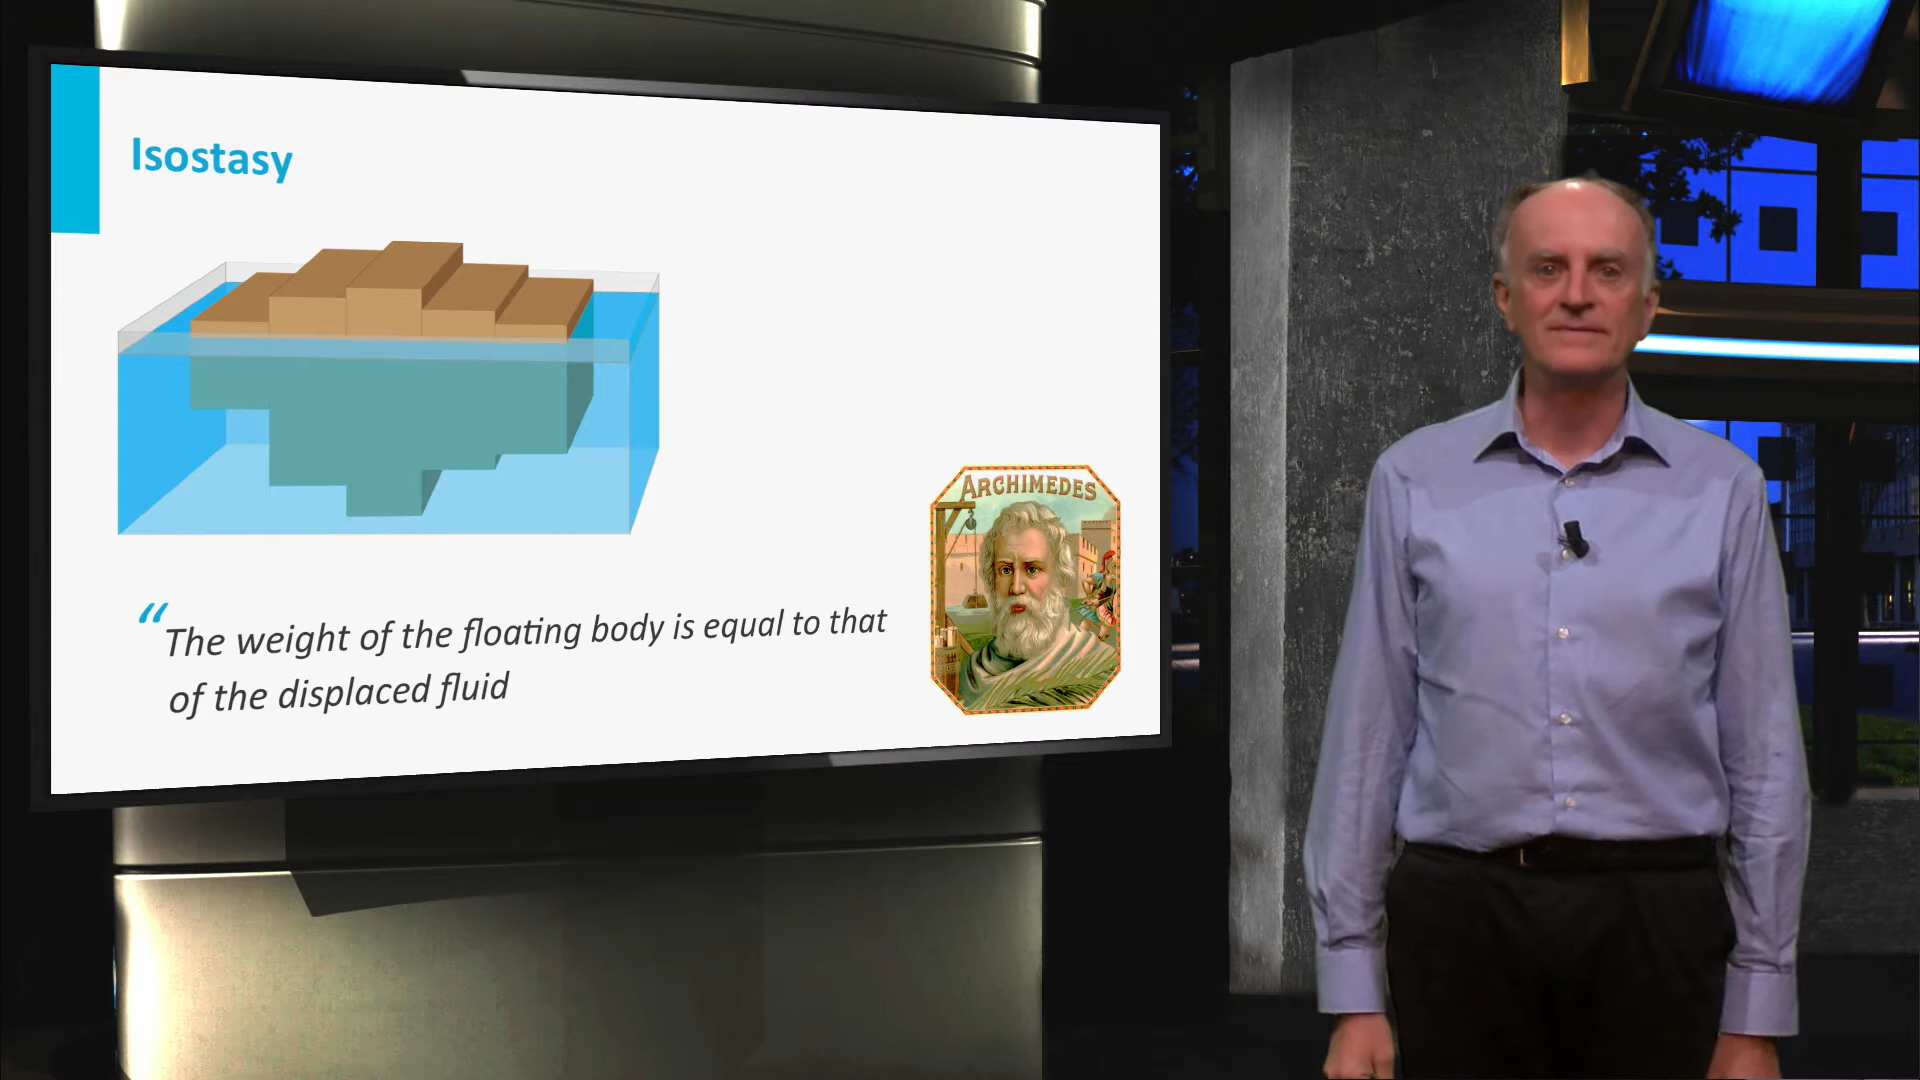 Isostasy
ARCHIMEDES
“The weight of the floating body is equal to that
of the displaced fluid